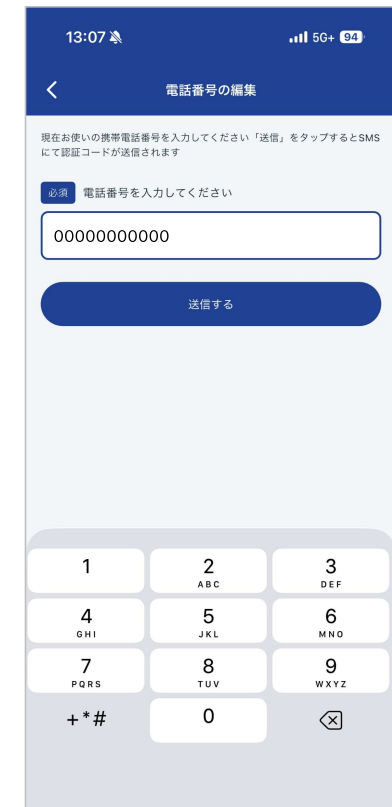 13:07 5G+ 94
電話番号の編集
現在お使いの携帯電話番号を入力してください「送信」をタップするとSMS
にて認証コードが送信されます
必須 電話番号を入力してください
00000000000
送信する
1 2 3
ABC DEF
4 5 6
GHI JKL MNO
7 8 9
PQRS TUV WXYZ
+*# 0